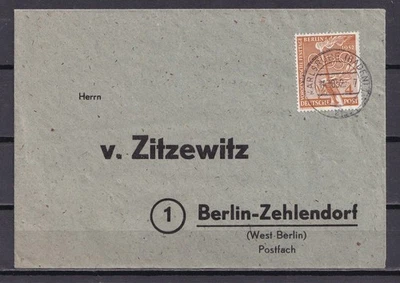 BERLIN
DEUTSCHE POST
Herrn
v. Zitzewitz
1 Berlin-Zehlendorf
(West-Berlin)
Postfach